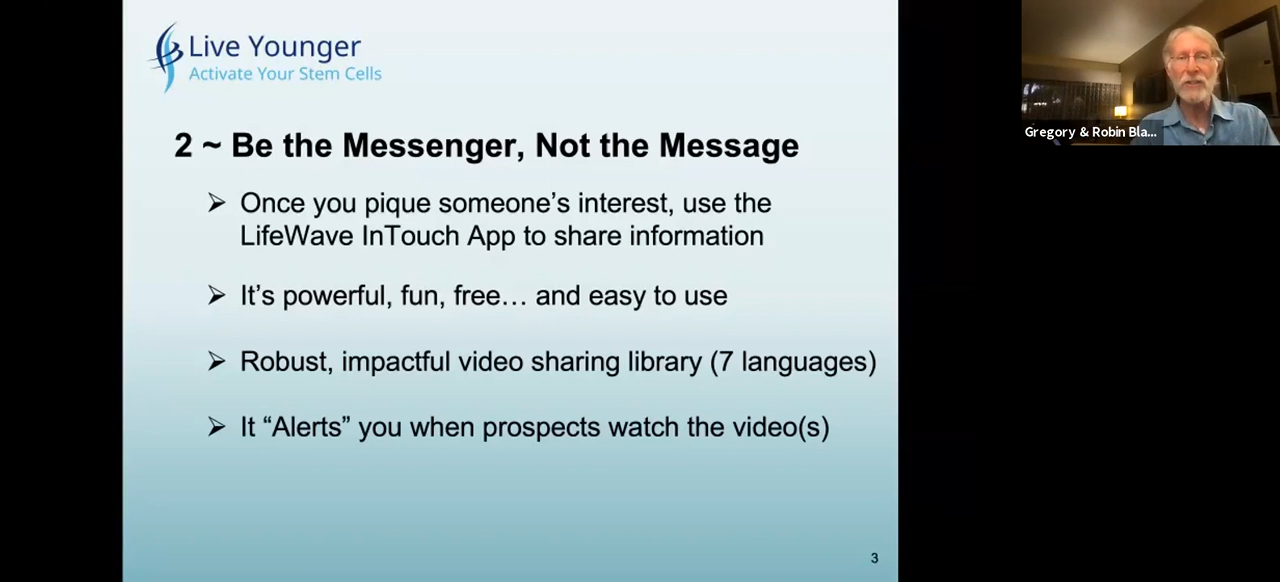 Live Younger
Activate Your Stem Cells
2 ~ Be the Messenger, Not the Message
➢ Once you pique someone’s interest, use the
LifeWave InTouch App to share information
➢ It’s powerful, fun, free… and easy to use
➢ Robust, impactful video sharing library (7 languages)
➢ It “Alerts” you when prospects watch the video(s)
3
Gregory & Robin Bla...